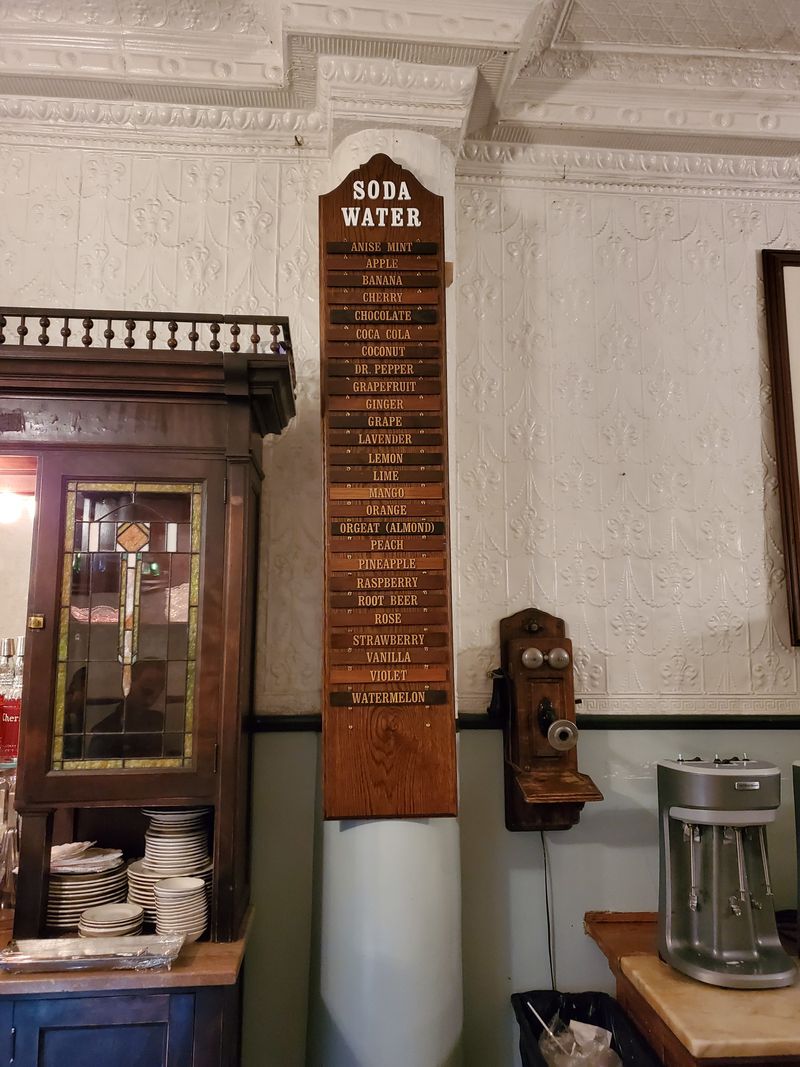 SODA
WATER
ANISE MINT
APPLE
BANANA
CHERRY
CHOCOLATE
COCA COLA
COCONUT
DR. PEPPER
GRAPEFRUIT
GINGER
GRAPE
LAVENDER
LEMON
LIME
MANGO
ORANGE
ORGEAT (ALMOND)
PEACH
PINEAPPLE
RASPBERRY
ROOT BEER
ROSE
STRAWBERRY
VANILLA
VIOLET
WATERMELON